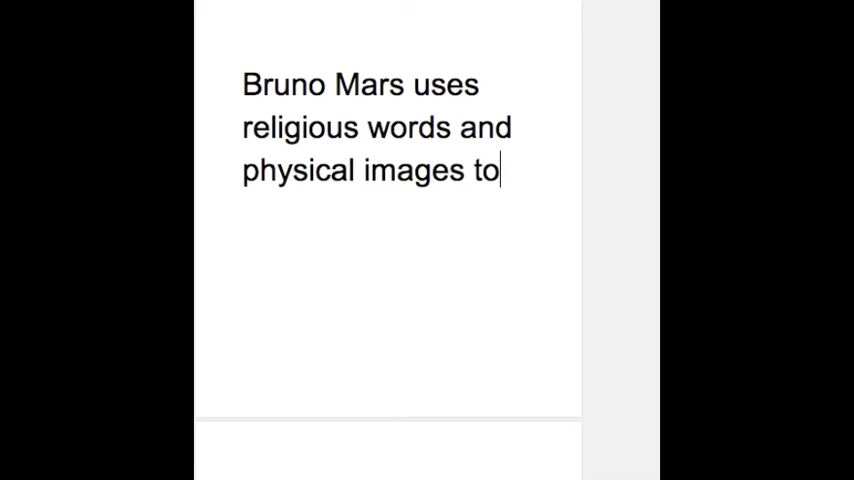 Bruno Mars uses
religious words and
physical images to